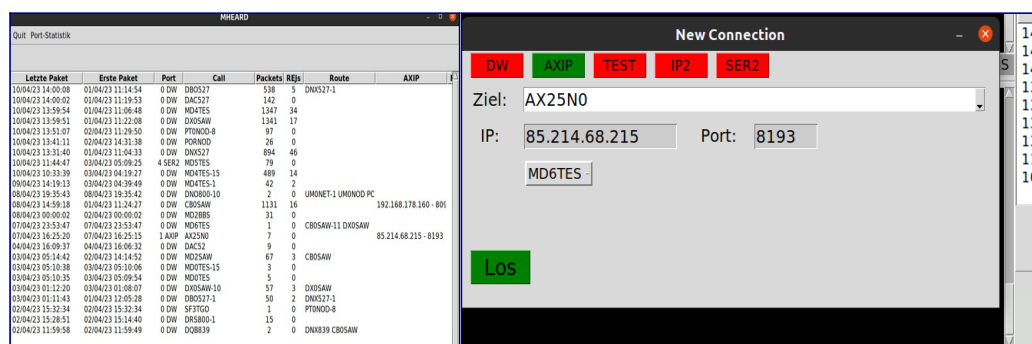 MHEARD
Quit Port-Statistik
Letzte Paket Erste Paket Port Call Packets REJs Route AXIP
10/04/23 14:00:08 01/04/23 11:14:54 0 DW DBO527 538 5 DNX527-1
10/04/23 14:00:02 01/04/23 11:19:53 0 DW DAC527 142 0
10/04/23 13:59:54 01/04/23 11:06:48 0 DW MD4TES 1347 34
10/04/23 13:59:51 01/04/23 11:22:08 0 DW DX0SAW 1341 17
10/04/23 13:51:07 02/04/23 11:29:50 0 DW PT0NOD-8 97 0
10/04/23 13:41:11 02/04/23 14:31:38 0 DW PORNOD 26 0
10/04/23 13:31:40 01/04/23 11:04:33 0 DW DNX527 894 46
10/04/23 11:44:47 03/04/23 05:09:25 4 SER2 MD5TES 79 0
10/04/23 10:33:39 03/04/23 04:19:27 0 DW MD4TES-15 489 14
09/04/23 14:19:13 03/04/23 04:39:49 0 DW MD4TES-1 42 2
08/04/23 19:35:43 08/04/23 19:35:42 0 DW DNO800-10 2 0 UM0NET-1 UM0NOD PC
08/04/23 14:59:18 01/04/23 11:24:27 0 DW CB0SAW 1131 16 192.168.178.160 - 809
08/04/23 00:00:02 02/04/23 00:00:02 0 DW MD2BBS 31 0
07/04/23 23:53:47 07/04/23 23:53:47 0 DW MD6TES 1 0 CB0SAW-11 DX0SAW
07/04/23 16:25:20 07/04/23 16:25:15 1 AXIP AX25N0 7 0 85.214.68.215 - 8193
04/04/23 16:09:37 04/04/23 16:06:32 0 DW DAC52 9 0
03/04/23 05:14:42 02/04/23 14:14:52 0 DW MD2SAW 67 3 CB0SAW
03/04/23 05:10:38 03/04/23 05:10:06 0 DW MD0TES-15 3 0
03/04/23 05:10:35 03/04/23 05:09:54 0 DW MD0TES 5 0
03/04/23 01:12:20 03/04/23 01:08:07 0 DW DX0SAW-10 57 3 DX0SAW
03/04/23 01:11:43 01/04/23 12:05:28 0 DW DBO527-1 50 2 DNX527-1
02/04/23 15:32:34 02/04/23 15:32:34 0 DW SF3TGO 1 0 PT0NOD-8
02/04/23 15:28:51 02/04/23 15:14:40 0 DW DRS800-1 15 0
02/04/23 11:59:58 02/04/23 11:59:49 0 DW DQB839 2 0 DNX839 CB0SAW
New Connection
DW AXIP TEST IP2 SER2
Ziel: AX25N0
IP: 85.214.68.215 Port: 8193
MD6TES
Los